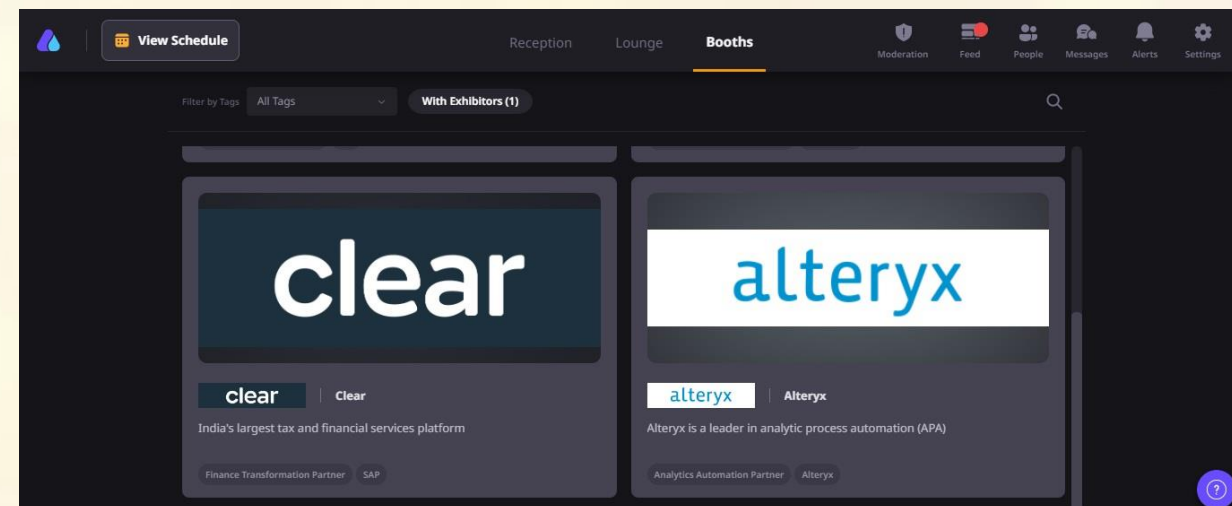 View Schedule
Reception
Lounge
Booths
Moderation
Feed
People
Messages
Alerts
Settings
Filter by Tags
All Tags
With Exhibitors (1)
clear
clear
Clear
India's largest tax and financial services platform
Finance Transformation Partner
SAP
alteryx
alteryx
Alteryx
Alteryx is a leader in analytic process automation (APA)
Analytics Automation Partner
Alteryx
?